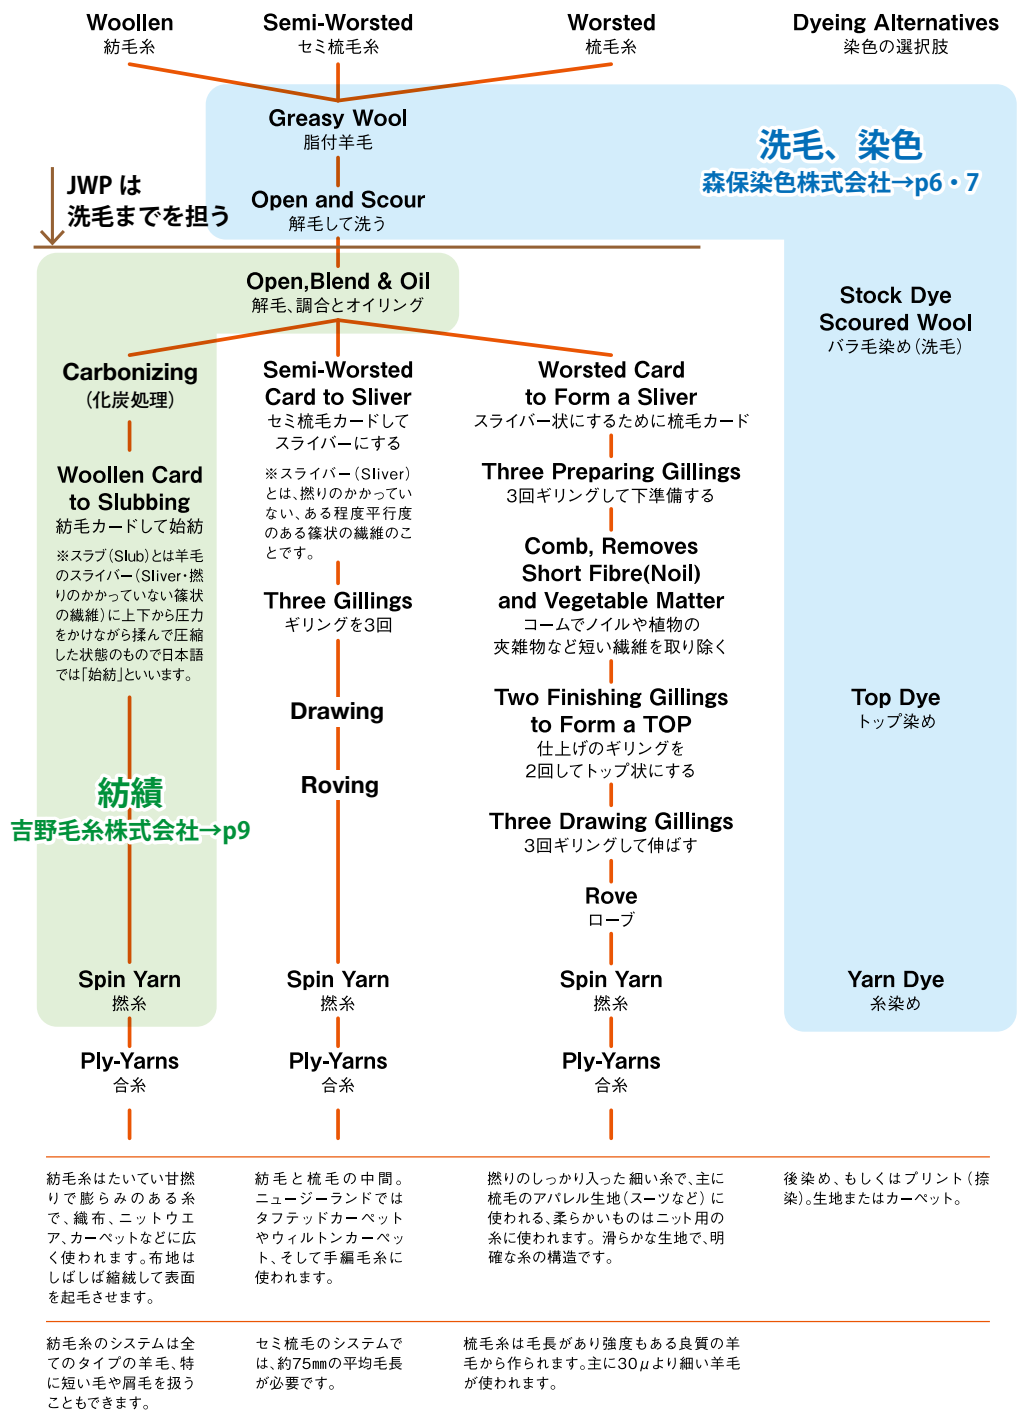 Woollen
紡毛糸
Semi-Worsted
セミ梳毛糸
Worsted
梳毛糸
Dyeing Alternatives
染色の選択肢
Greasy Wool
脂付羊毛
洗毛、染色
森保染色株式会社→p6・7
JWP は
洗毛までを担う
Open and Scour
解毛して洗う
Open,Blend & Oil
解毛、調合とオイリング
Stock Dye
Scoured Wool
バラ毛染め(洗毛)
Carbonizing
(化炭処理)
Woollen Card
to Slubbing
紡毛カードして始紡
※スラブ(Slub)とは羊毛
のスライバー(Sliver・撚
りのかかっていない篠状
の繊維)に上下から圧力
をかけながら揉んで圧縮
した状態のもので日本語
では「始紡」といいます。
紡績
吉野毛糸株式会社→p9
Spin Yarn
撚糸
Ply-Yarns
合糸
Semi-Worsted
Card to Sliver
セミ梳毛カードして
スライバーにする
※スライバー(Sliver)
とは、撚りのかかってい
ない、ある程度平行度
のある篠状の繊維のこ
とです。
Three Gillings
ギリングを3回
Drawing
Roving
Spin Yarn
撚糸
Ply-Yarns
合糸
Worsted Card
to Form a Sliver
スライバー状にするために梳毛カード
Three Preparing Gillings
3回ギリングして下準備する
Comb, Removes
Short Fibre(Noil)
and Vegetable Matter
コームでノイルや植物の
夾雑物など短い繊維を取り除く
Two Finishing Gillings
to Form a TOP
仕上げのギリングを
2回してトップ状にする
Three Drawing Gillings
3回ギリングして伸ばす
Rove
ローブ
Spin Yarn
撚糸
Ply-Yarns
合糸
Top Dye
トップ染め
Yarn Dye
糸染め
紡毛糸はたいてい甘撚
りで膨らみのある糸
で、織布、ニットウエ
ア、カーペットなどに広
く使われます。布地は
しばしば縮絨して表面
を起毛させます。
紡毛と梳毛の中間。
ニュージーランドでは
タフテッドカーペット
やウィルトンカーペッ
ト、そして手編毛糸に
使われます。
撚りのしっかり入った細い糸で、主に
梳毛のアパレル生地(スーツなど)に
使われる、柔らかいものはニット用の
糸に使われます。滑らかな生地で、明
確な糸の構造です。
後染め、もしくはプリント(捺
染)。生地またはカーペット。
紡毛糸のシステムは全
てのタイプの羊毛、特
に短い毛や屑毛を扱う
こともできます。
セミ梳毛のシステムで
は、約75㎜の平均毛長
が必要です。
梳毛糸は毛長があり強度もある良質の羊
毛から作られます。主に30μより細い羊毛
が使われます。